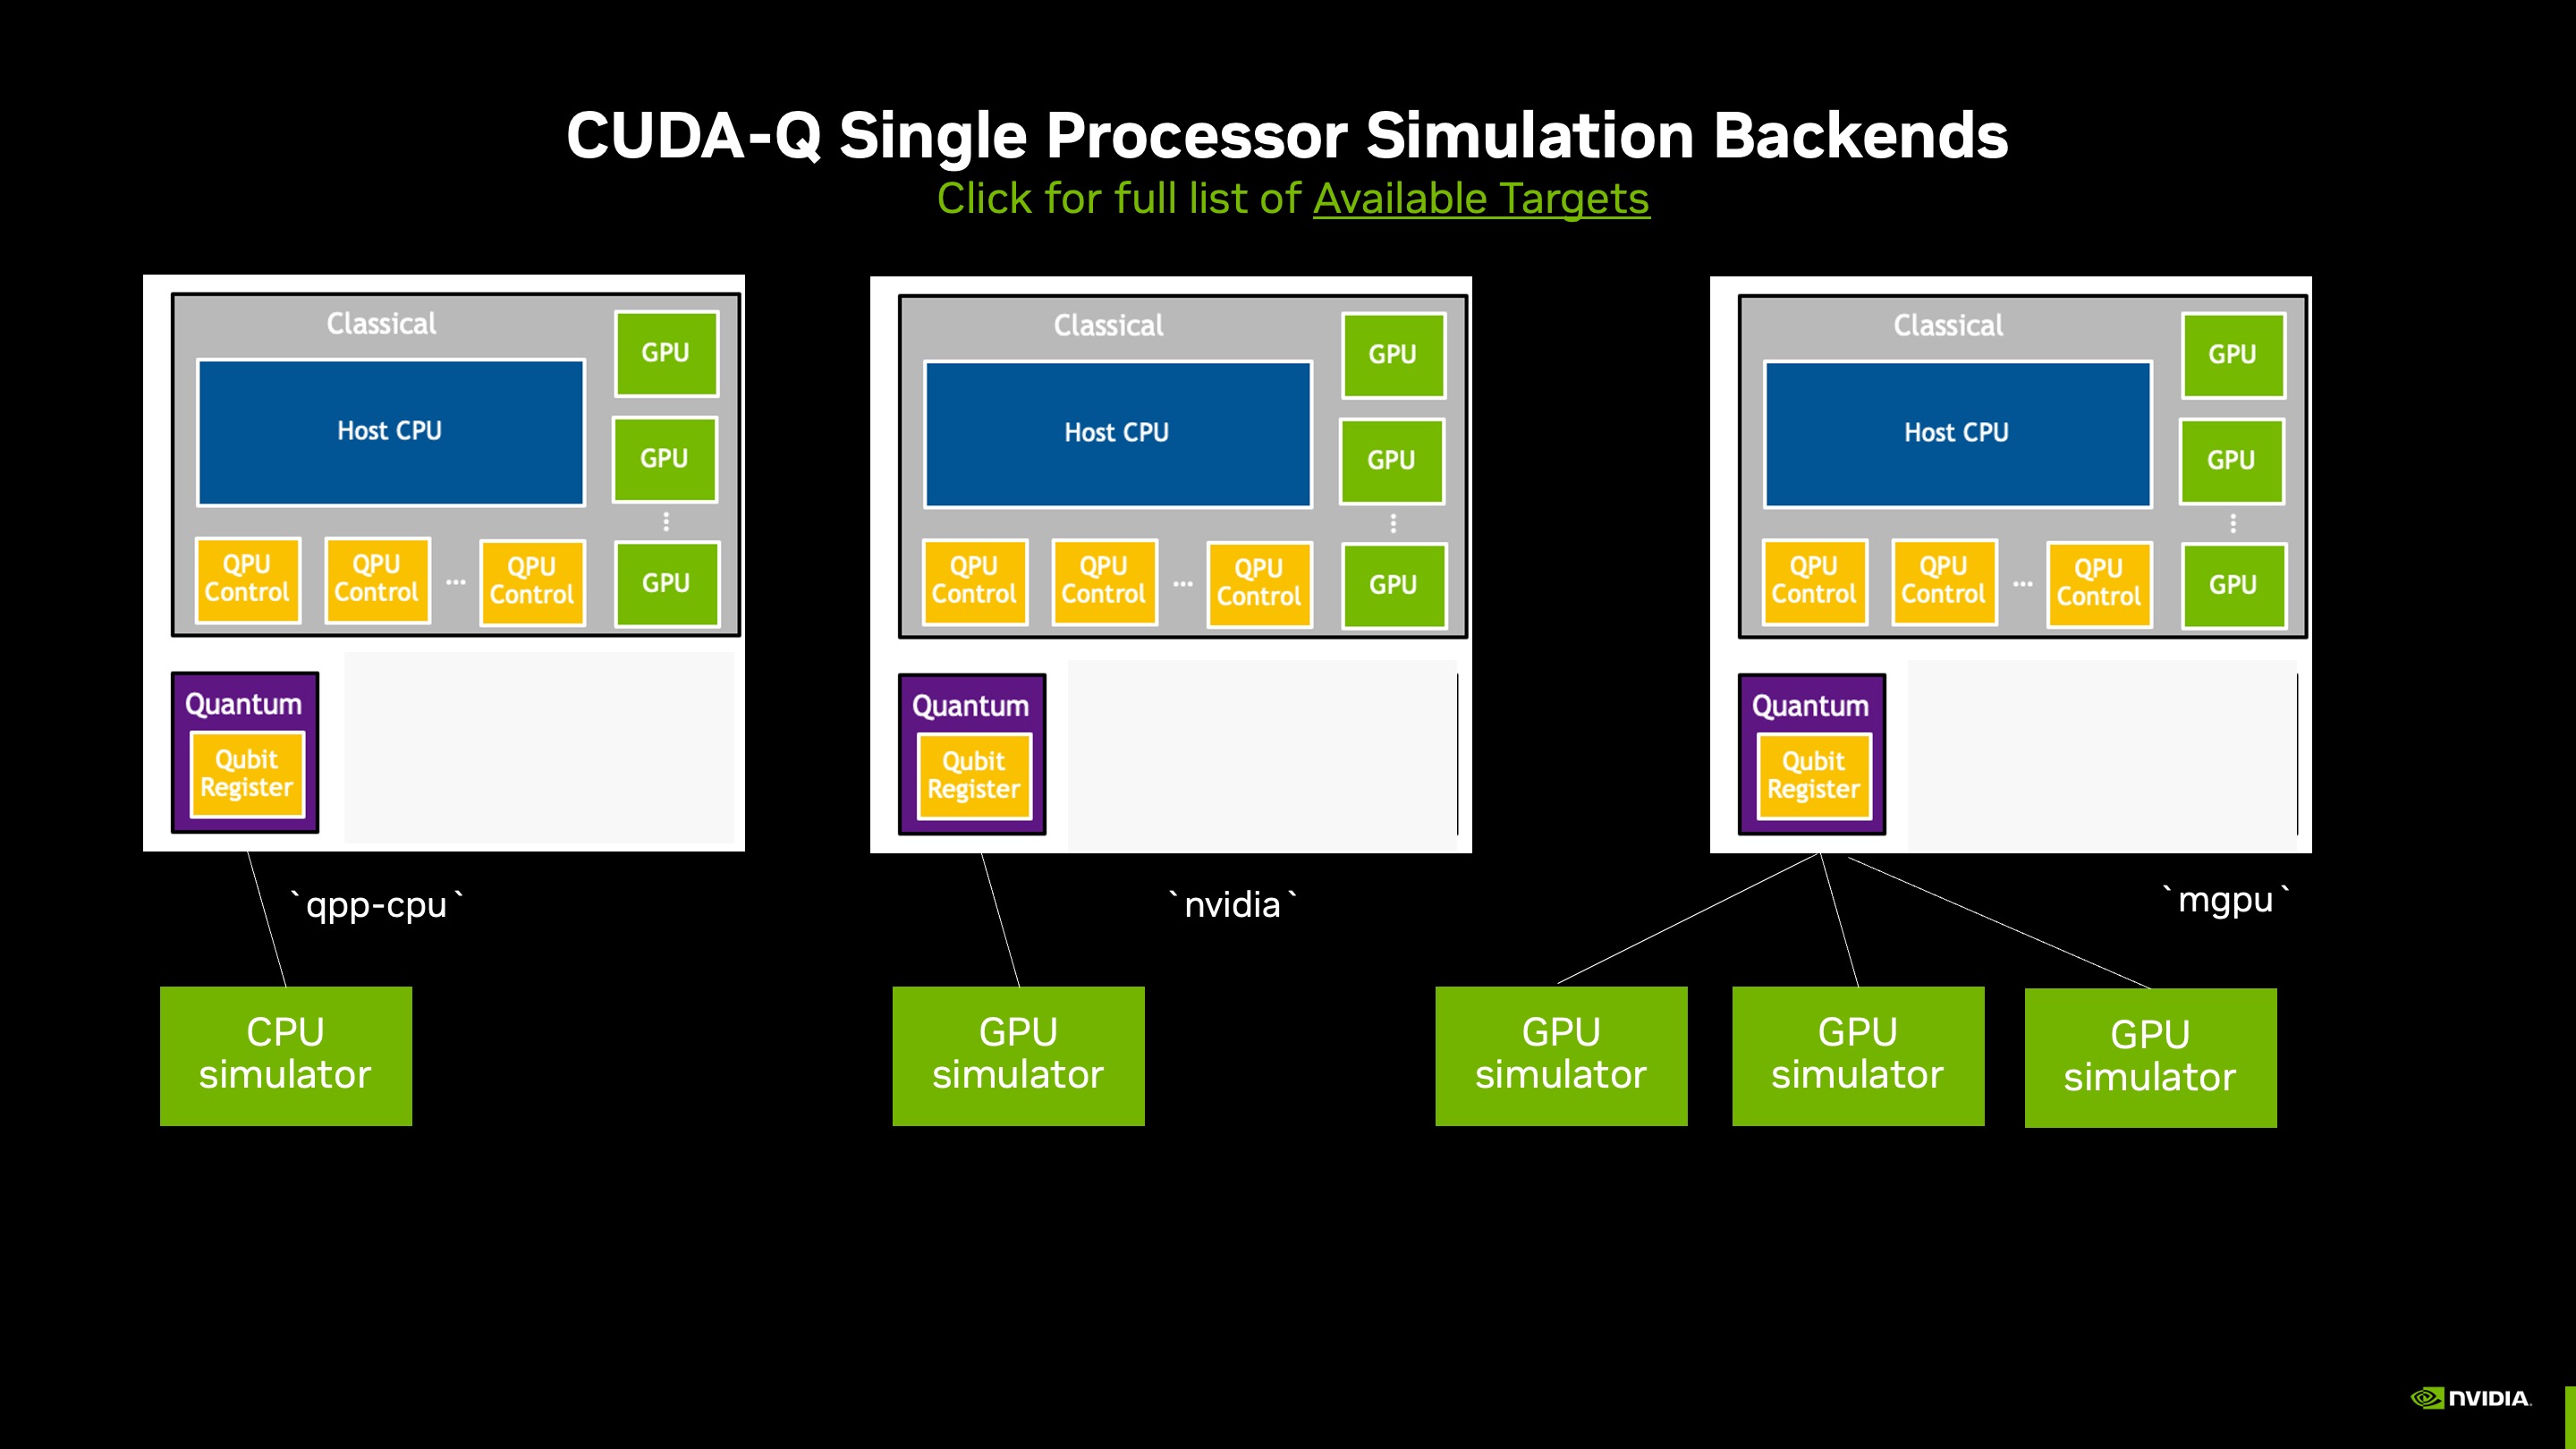 CUDA-Q Single Processor Simulation Backends
Click for full list of Available Targets
Classical
GPU
Host CPU
GPU
⋮
QPU
Control
QPU
Control
...
QPU
Control
GPU
Quantum
Qubit
Register
`qpp-cpu`
CPU
simulator
Classical
GPU
Host CPU
GPU
⋮
QPU
Control
QPU
Control
...
QPU
Control
GPU
Quantum
Qubit
Register
`nvidia`
GPU
simulator
Classical
GPU
Host CPU
GPU
⋮
QPU
Control
QPU
Control
...
QPU
Control
GPU
Quantum
Qubit
Register
`mgpu`
GPU
simulator
GPU
simulator
GPU
simulator
NVIDIA.